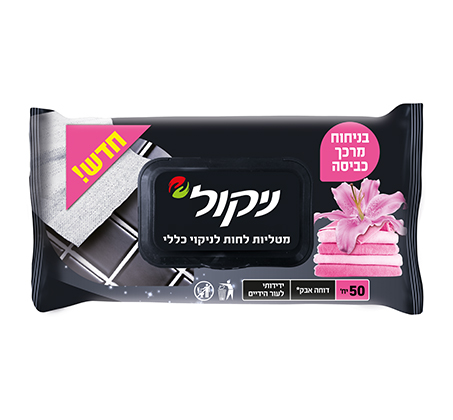 חדש!
בניחוח
מרכך
כביסה
ניקול
מטליות לחות לניקוי כללי
50 יח'
דוחה אבק*
ידידותי
לעור הידיים